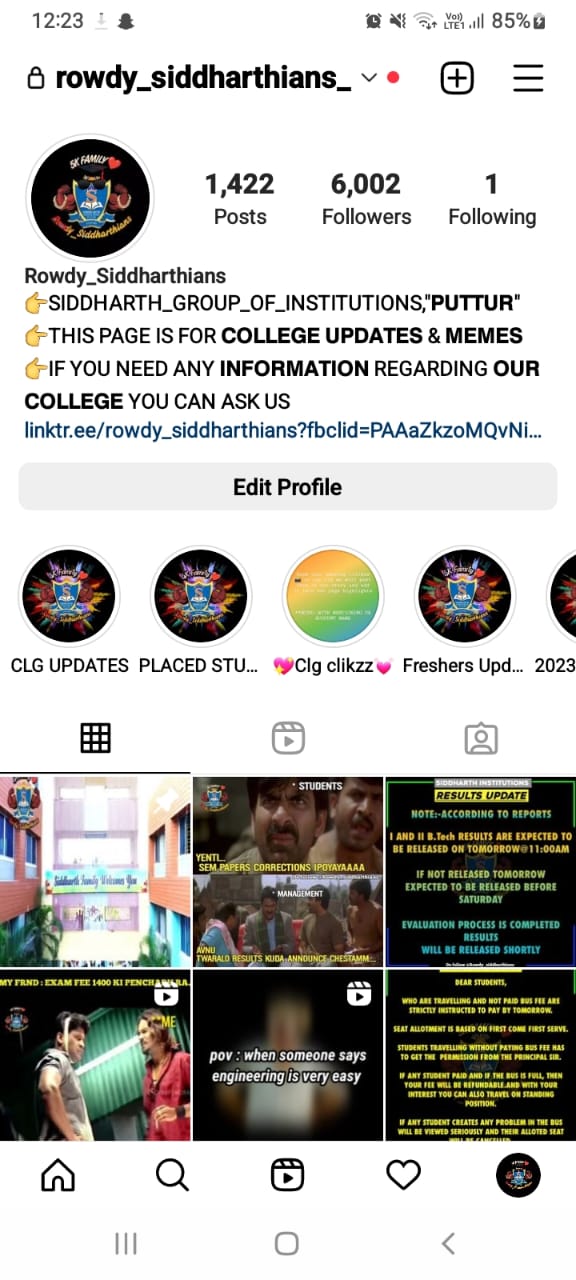 12:23
Vo)) LTE1
85%
rowdy_siddharthians_
5K FAMILY
Rowdy_Siddharthians
1,422
6,002
1
Posts
Followers
Following
Rowdy_Siddharthians
👉SIDDHARTH_GROUP_OF_INSTITUTIONS,"PUTTUR"
👉THIS PAGE IS FOR COLLEGE UPDATES & MEMES
👉IF YOU NEED ANY INFORMATION REGARDING OUR
COLLEGE YOU CAN ASK US
linktr.ee/rowdy_siddharthians?fbclid=PAAaZkzoMQvNi...
Edit Profile
CLG UPDATES
PLACED STU...
💖Clg clikzz💓
Freshers Upd...
2023
Siddharth Family Welcomes You
* STUDENTS
YENTI...
SEM PAPERS CORRECTIONS IPOYAYAAAA
* MANAGEMENT
AVNU
TWARALO RESULTS KUDA ANNOUNCE CHESTAMM...
SIDDHARTH INSTITUTIONS
RESULTS UPDATE
NOTE:-ACCORDING TO REPORTS
I AND II B.Tech RESULTS ARE EXPECTED TO
BE RELEASED ON TOMORROW@11:00AM
IF NOT RELEASED TOMORROW
EXPECTED TO BE RELEASED BEFORE
SATURDAY
EVALUATION PROCESS IS COMPLETED
RESULTS
WILL BE RELEASED SHORTLY
MY FRND : EXAM FEE 1400 KI PENCHA
RA.
ME
pov : when someone says
engineering is very easy
DEAR STUDENTS,
WHO ARE TRAVELLING AND NOT PAID BUS FEE ARE
STRICTLY INSTRUCTED TO PAY BY TOMORROW.
SEAT ALLOTMENT IS BASED ON FIRST COME FIRST SERVE.
STUDENTS TRAVELLING WITHOUT PAYING BUS FEE HAS
TO GET THE PERMISSION FROM THE PRINCIPAL SIR.
IF ANY STUDENT PAID AND IF THE BUS IS FULL, THEN
YOUR FEE WILL BE REFUNDABLE.AND WITH YOUR
INTEREST YOU CAN ALSO TRAVEL ON STANDING
POSITION.
IF ANY STUDENT CREATES ANY PROBLEM IN THE BUS
WILL BE VIEWED SERIOUSLY AND THEIR ALLOTED SEAT
WILL BE CANCELLED